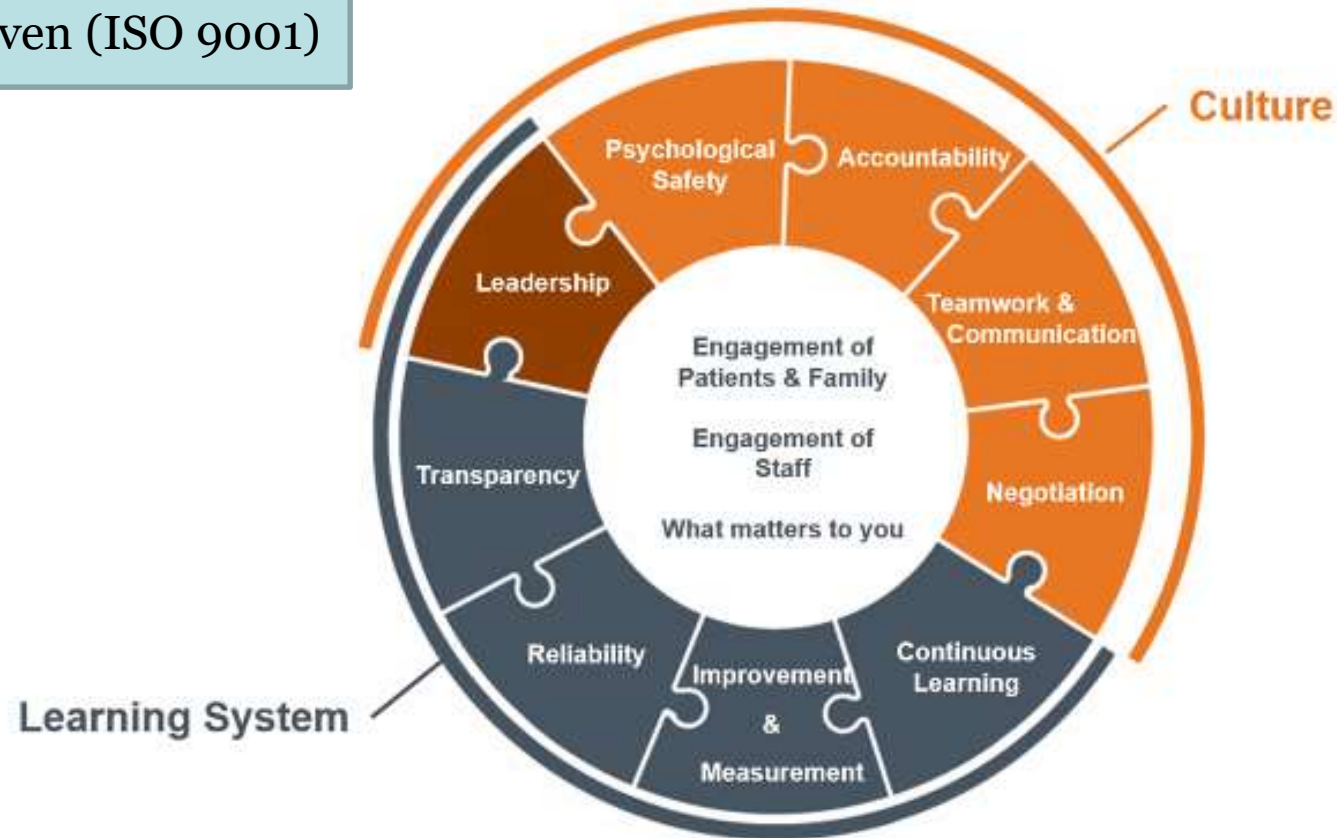 (ISO 9001)
Culture
Psychological
Safety
Accountability
Leadership
Teamwork &
Communication
Engagement of
Patients & Family
Engagement of
Staff
What matters to you
Transparency
Negotiation
Reliability
Improvement
&
Measurement
Continuous
Learning
Learning System